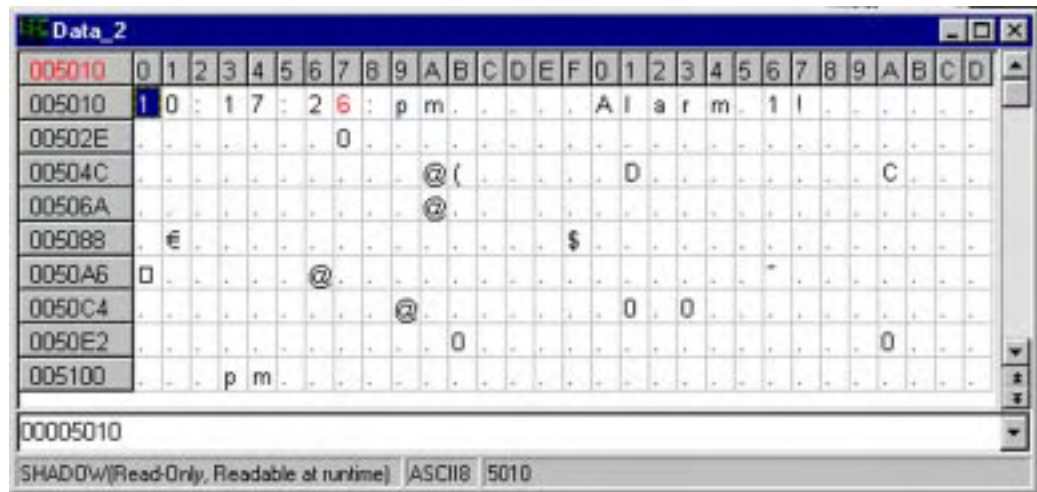 Data_2
005010 0 1 2 3 4 5 6 7 8 9 A B C D E F 0 1 2 3 4 5 6 7 8 9 A B C D
005010 1 0 : 1 7 : 2 6 : p m . . . . . A l a r m . 1 ! . . . . . .
00502E . . . . . . . 0 . . . . . . . . . . . . . . . . . . . . . .
00504C . . . . . . . . . . @ ( . . . . . D . . . . . . . . C . . .
00506A . . . . . . . . . . @ . . . . . . . . . . . . . . . . . . .
005088 . € . . . . . . . . . . . . . $ . . . . . . . . . . . . . .
0050A6 □ . . . . . @ . . . . . . . . . . . . . . . . . . . . . . .
0050C4 . . . . . . . . . @ . . . . . . . 0 . 0 . . . . . . . . . .
0050E2 . . . . . . . . . . . 0 . . . . . . . . . . . . . . 0 . . .
005100 . . . p m . . . . . . . . . . . . . . . . . . . . . . . . .
00005010
SHADOW(Read-Only, Readable at runtime) ASCII8 5010